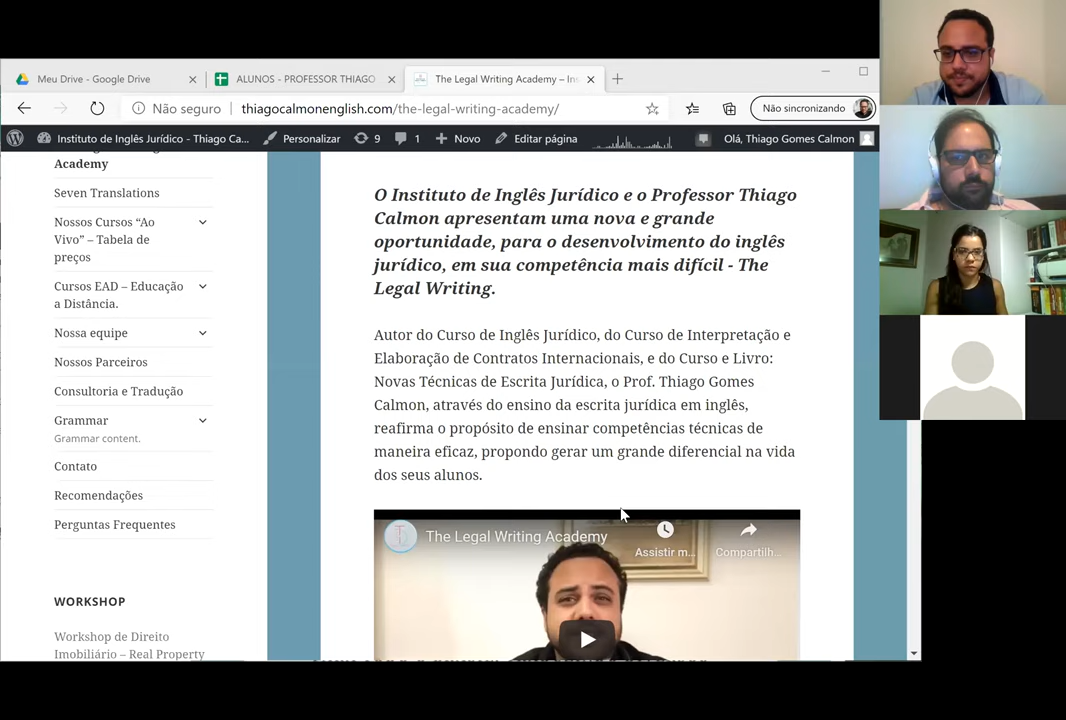 Meu Drive - Google Drive
ALUNOS - PROFESSOR THIAGO
The Legal Writing Academy – Ins
Não seguro
thiagocalmonenglish.com/the-legal-writing-academy/
Não sincronizando
Instituto de Inglês Jurídico - Thiago Ca...
Personalizar
9
1
Novo
Editar página
Olá, Thiago Gomes Calmon
Academy
Seven Translations
Nossos Cursos “Ao
Vivo” – Tabela de
preços
Cursos EAD – Educação
a Distância.
Nossa equipe
Nossos Parceiros
Consultoria e Tradução
Grammar
Grammar content.
Contato
Recomendações
Perguntas Frequentes
WORKSHOP
Workshop de Direito
Imobiliário – Real Property
O Instituto de Inglês Jurídico e o Professor Thiago
Calmon apresentam uma nova e grande
oportunidade, para o desenvolvimento do inglês
jurídico, em sua competência mais difícil - The
Legal Writing.
Autor do Curso de Inglês Jurídico, do Curso de Interpretação e
Elaboração de Contratos Internacionais, e do Curso e Livro:
Novas Técnicas de Escrita Jurídica, o Prof. Thiago Gomes
Calmon, através do ensino da escrita jurídica em inglês,
reafirma o propósito de ensinar competências técnicas de
maneira eficaz, propondo gerar um grande diferencial na vida
dos seus alunos.
The Legal Writing Academy
Assistir m...
Compartilh...